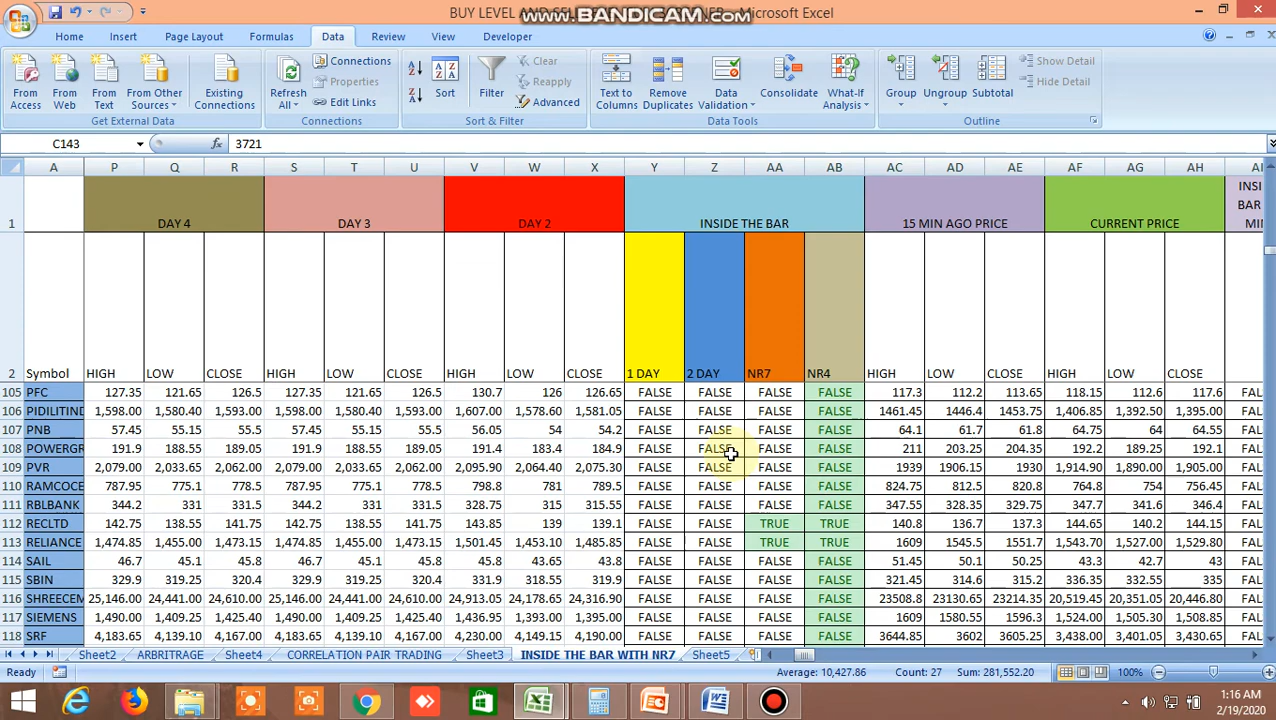 BUY LEVEL AND SEL www.BANDICAM.com - Microsoft Excel
Home Insert Page Layout Formulas Data Review View Developer
From Access From Web From Text From Other Sources Existing Connections Refresh All Connections Properties Edit Links Sort Filter Clear Reapply Advanced Text to Columns Remove Duplicates Data Validation Consolidate What-If Analysis Group Ungroup Subtotal Show Detail Hide Detail
Get External Data Connections Sort & Filter Data Tools Outline
C143 fx 3721
A P Q R S T U V W X Y Z AA AB AC AD AE AF AG AH
1 DAY 4 DAY 3 DAY 2 INSIDE THE BAR 15 MIN AGO PRICE CURRENT PRICE INSI BAR MI
2 Symbol HIGH LOW CLOSE HIGH LOW CLOSE HIGH LOW CLOSE 1 DAY 2 DAY NR7 NR4 HIGH LOW CLOSE HIGH LOW CLOSE
105 PFC 127.35 121.65 126.5 127.35 121.65 126.5 130.7 126 126.65 FALSE FALSE FALSE FALSE 117.3 112.2 113.65 118.15 112.6 117.6 FAL
106 PIDILITIND 1,598.00 1,580.40 1,593.00 1,598.00 1,580.40 1,593.00 1,607.00 1,578.60 1,581.05 FALSE FALSE FALSE FALSE 1461.45 1446.4 1453.75 1,406.85 1,392.50 1,395.00 FAL
107 PNB 57.45 55.15 55.5 57.45 55.15 55.5 56.05 54 54.2 FALSE FALSE FALSE FALSE 64.1 61.7 61.8 64.75 64 64.55 FAL
108 POWERGR 191.9 188.5 189.05 191.9 188.5 189.05 191.4 183.4 184.9 FALSE FALSE FALSE FALSE 211 203.25 204.35 192.2 189.25 192.1 FAL
109 PVR 2,079.00 2,033.65 2,062.00 2,079.00 2,033.65 2,062.00 2,095.90 2,064.40 2,075.30 FALSE FALSE FALSE FALSE 1939 1906.15 1930 1,914.90 1,890.00 1,905.00 FAL
110 RAMCOCE 787.95 775.1 778.5 787.95 775.1 778.5 798.8 781 789.5 FALSE FALSE FALSE FALSE 824.75 812.5 820.8 764.8 754 756.45 FAL
111 RBLBANK 344.2 331 331.5 344.2 331 331.5 328.75 315 315.55 FALSE FALSE FALSE FALSE 347.55 328.35 329.1 347.7 341.6 346.4 FAL
112 RECLTD 142.75 138.55 141.75 142.75 138.55 141.75 143.85 139 139.1 FALSE FALSE TRUE TRUE 140.8 136.7 137.3 144.65 140.2 144.15 FAL
113 RELIANCE 1,474.85 1,455.00 1,473.15 1,474.85 1,455.00 1,473.15 1,501.45 1,453.10 1,485.85 FALSE FALSE TRUE TRUE 1609 1545.5 1551.7 1,543.70 1,527.00 1,529.80 FAL
114 SAIL 46.7 45.1 45.8 46.7 45.1 45.8 46.4 43.65 43.8 FALSE FALSE FALSE FALSE 51.45 50.1 50.25 43.3 42.7 43 FAL
115 SBIN 329.9 319.25 320.4 329.9 319.25 320.4 331.9 318.55 319.9 FALSE FALSE FALSE FALSE 321.45 314.6 315.2 336.35 332 335 FAL
116 SHREECEM 25,146.00 24,441.00 24,610.00 25,146.00 24,441.00 24,610.00 24,913.05 24,178.65 24,316.90 FALSE FALSE FALSE FALSE 23508.8 23130.65 23214.35 20,519.45 20,351.05 20,446.80 FAL
117 SIEMENS 1,490.00 1,409.25 1,425.40 1,490.00 1,409.25 1,425.40 1,436.95 1,393.00 1,395.00 FALSE FALSE FALSE FALSE 1609 1580.55 1596.3 1,524.00 1,505.30 1,508.85 FAL
118 SRF 4,183.65 4,139.10 4,167.00 4,183.65 4,139.10 4,167.00 4,230.00 4,149.15 4,190.00 FALSE FALSE FALSE FALSE 3644.85 3602 3605.25 3,438.00 3,401.05 3,430.65 FAL
Sheet2 ARBRITRAGE Sheet4 CORRELATION PAIR TRADING Sheet3 INSIDE THE BAR WITH NR7 Sheet5
Ready Average: 10,427.86 Count: 27 Sum: 281,552.20 100%
1:16 AM
2/19/2020